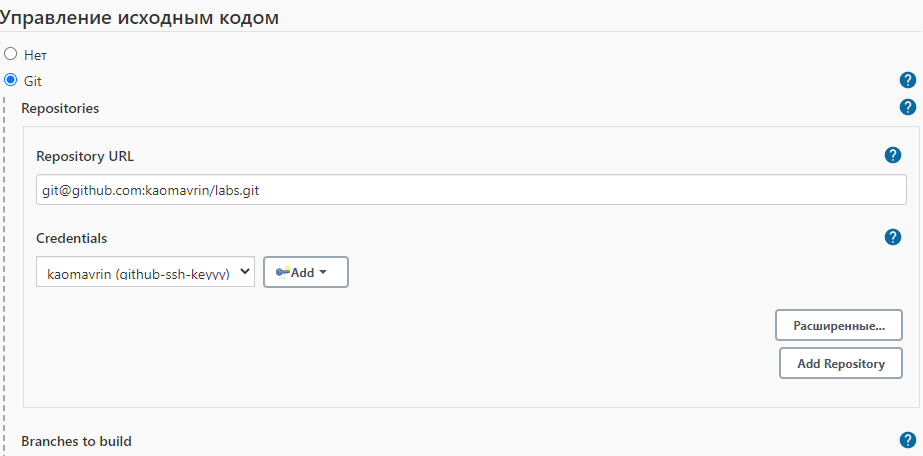 Управление исходным кодом
Нет
Git
?
Repositories
?
Repository URL
?
git@github.com:kaomavrin/labs.git
Credentials
?
kaomavrin (github-ssh-keyyy)
Add
Расширенные...
Add Repository
Branches to build
?